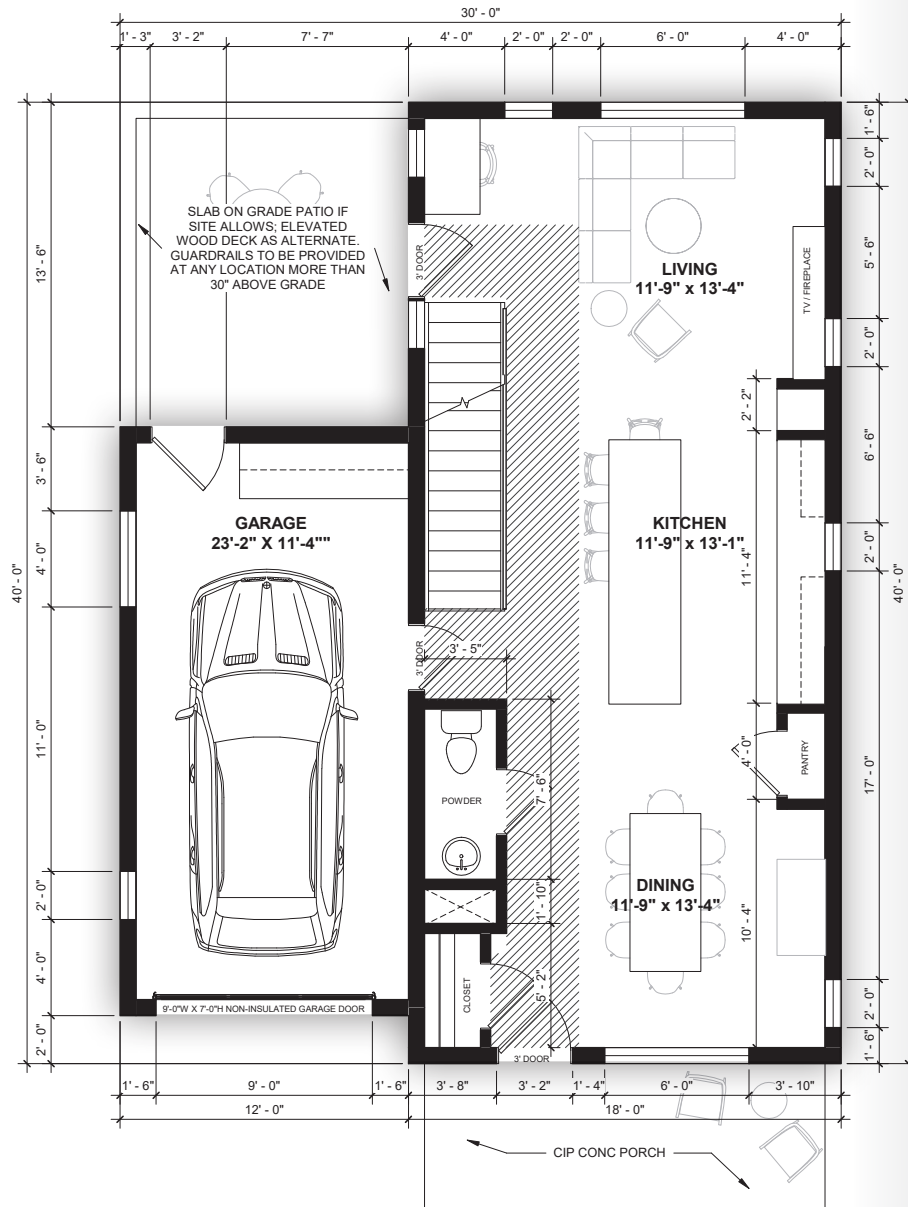 30' - 0"
1' - 3"
3' - 2"
7' - 7"
4' - 0"
2' - 0"
2' - 0"
6' - 0"
4' - 0"
40' - 0"
13' - 6"
3' - 6"
4' - 0"
11' - 0"
2' - 0"
4' - 0"
2' - 0"
SLAB ON GRADE PATIO IF
SITE ALLOWS; ELEVATED
WOOD DECK AS ALTERNATE.
GUARDRAILS TO BE PROVIDED
AT ANY LOCATION MORE THAN
30" ABOVE GRADE
3' DOOR
LIVING
11'-9" x 13'-4"
TV / FIREPLACE
2' - 2"
GARAGE
23'-2" X 11'-4""
KITCHEN
11'-9" x 13'-1"
11' - 4"
3' DOOR
3' - 5"
POWDER
7' - 6"
4' - 0"
PANTRY
DINING
11'-9" x 13'-4"
1' - 10"
10' - 4"
CLOSET
5' - 2"
9'-0"W X 7'-0"H NON-INSULATED GARAGE DOOR
3' DOOR
1' - 6"
2' - 0"
5' - 6"
2' - 0"
6' - 6"
2' - 0"
40' - 0"
17' - 0"
2' - 0"
1' - 6"
1' - 6"
9' - 0"
1' - 6"
3' - 8"
3' - 2"
1' - 4"
6' - 0"
3' - 10"
12' - 0"
18' - 0"
CIP CONC PORCH